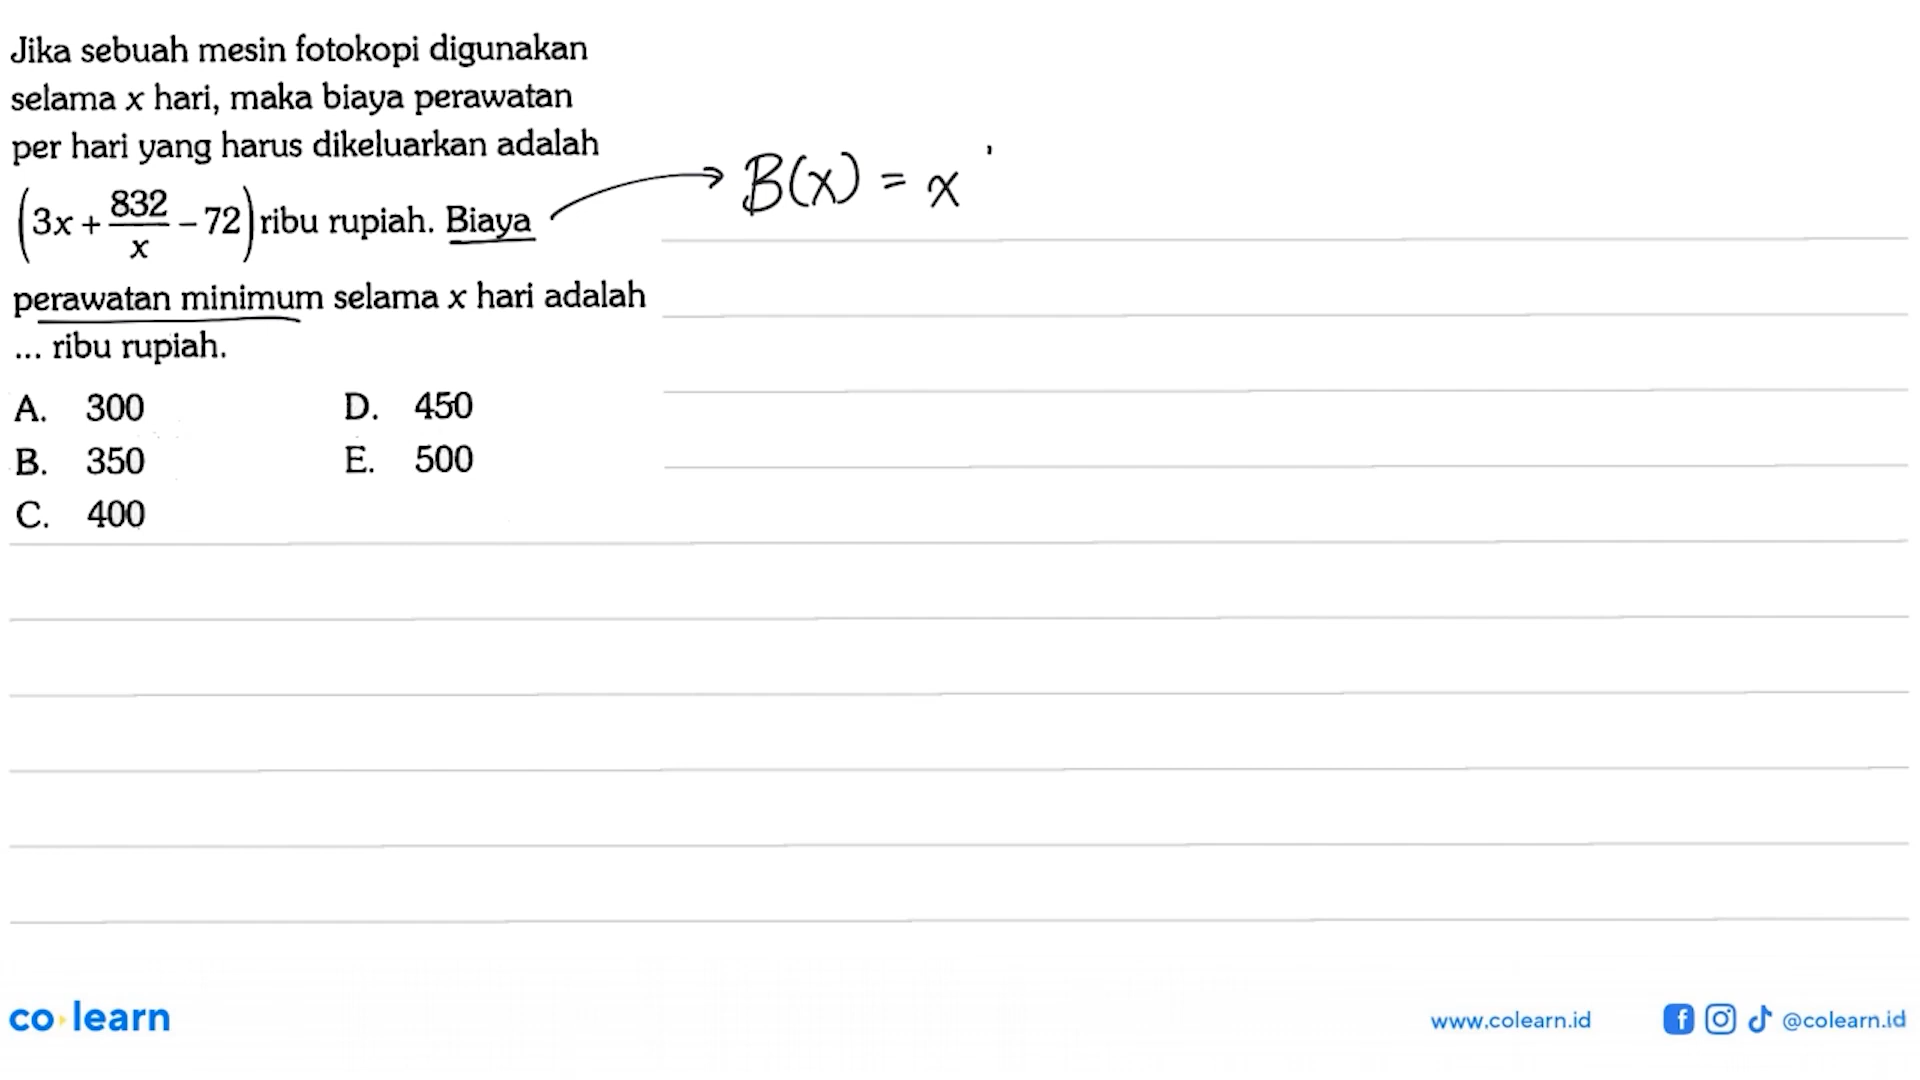 Jika sebuah mesin fotokopi digunakan
selama x hari, maka biaya perawatan
per hari yang harus dikeluarkan adalah
(3x + 832/x - 72) ribu rupiah. Biaya
perawatan minimum selama x hari adalah
... ribu rupiah.
A. 300
B. 350
C. 400
D. 450
E. 500
B(x) = x
co learn
www.colearn.id
@colearn.id